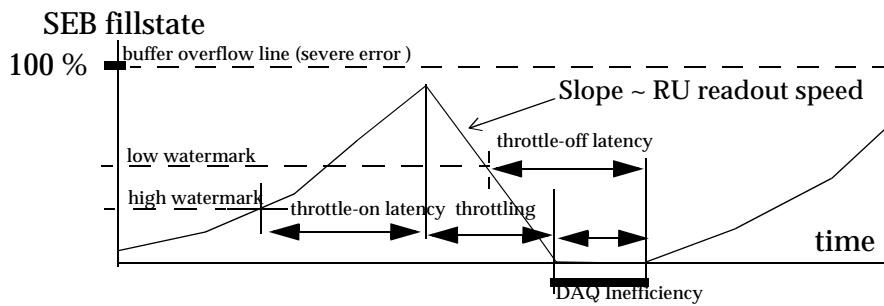 SEB fillstate
buffer overflow line (severe error )
100 %
Slope ~ RU readout speed
throttle-off latency
low watermark
high watermark
throttle-on latency
throttling
time
DAQ Inefficiency